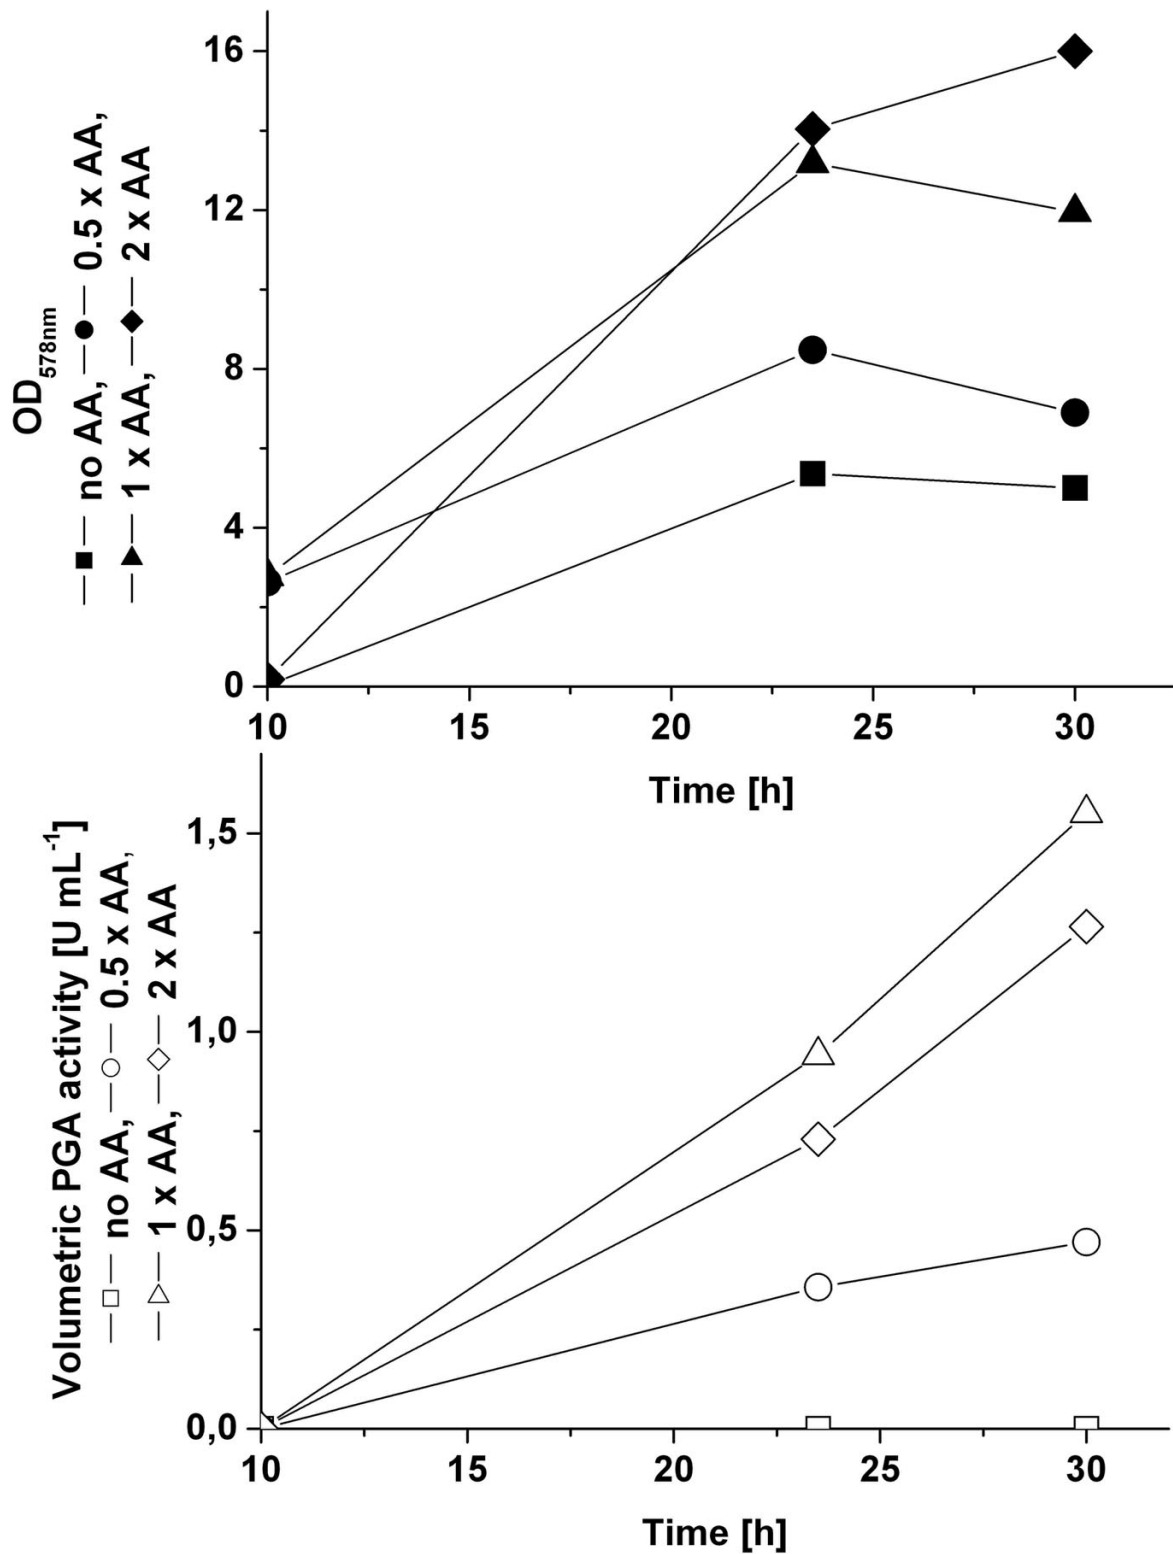 OD578nm
no AA, 0.5 x AA,
1 x AA, 2 x AA
16
12
8
4
0
10 15 20 25 30
Time [h]
Volumetric PGA activity [U mL-1]
no AA, 0.5 x AA,
1 x AA, 2 x AA
1,5
1,0
0,5
0,0
10 15 20 25 30
Time [h]